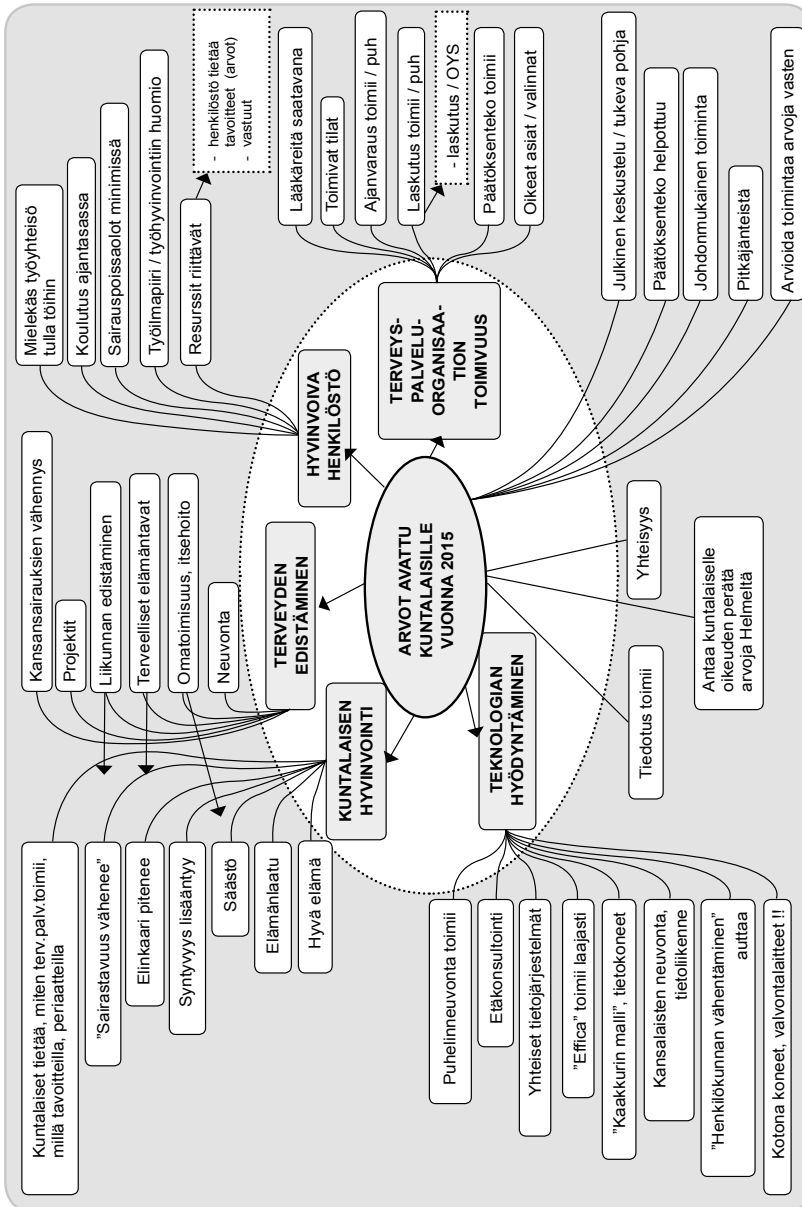 Kuntalaiset tietää, miten terv.palv.toimii,
millä tavoitteilla, periaatteilla
"Sairastavuus vähenee"
Elinkaari pitenee
Syntyvyys lisääntyy
Säästö
Elämänlaatu
Hyvä elämä
Kansansairauksien vähennys
Projektit
Liikunnan edistäminen
Terveelliset elämäntavat
Omatoimisuus, itsehoito
Neuvonta
Mielekäs työyhteisö
tulla töihin
Koulutus ajantasassa
Sairauspoissaolot minimissä
Työilmapiiri / työhyvinvointiin huomio
Resurssit riittävät
- henkilöstö tietää
tavoitteet (arvot)
- vastuut
Lääkäreitä saatavana
Toimivat tilat
Ajanvaraus toimii / puh
Laskutus toimii / puh
- laskutus / OYS
Päätöksenteko toimii
Oikeat asiat / valinnat
KUNTALAISEN
HYVINVOINTI
TERVEYDEN
EDISTÄMINEN
HYVINVOIVA
HENKILÖSTÖ
TERVEYS-
PALVELU-
ORGANISAA-
TION
TOIMIVUUS
ARVOT AVATTU
KUNTALAISILLE
VUONNA 2015
TEKNOLOGIAN
HYÖDYNTÄMINEN
Puhelinneuvonta toimii
Etäkonsultointi
Yhteiset tietojärjestelmät
"Effica" toimii laajasti
"Kaakkurin malli", tietokoneet
Kansalaisten neuvonta,
tietoliikenne
"Henkilökunnan vähentäminen"
auttaa
Kotona koneet, valvontalaitteet !!
Tiedotus toimii
Antaa kuntalaiselle
oikeuden perätä
arvoja Helmeltä
Yhteisyys
Julkinen keskustelu / tukeva pohja
Päätöksenteko helpottuu
Johdonmukainen toiminta
Pitkäjänteistä
Arvioida toimintaa arvoja vasten